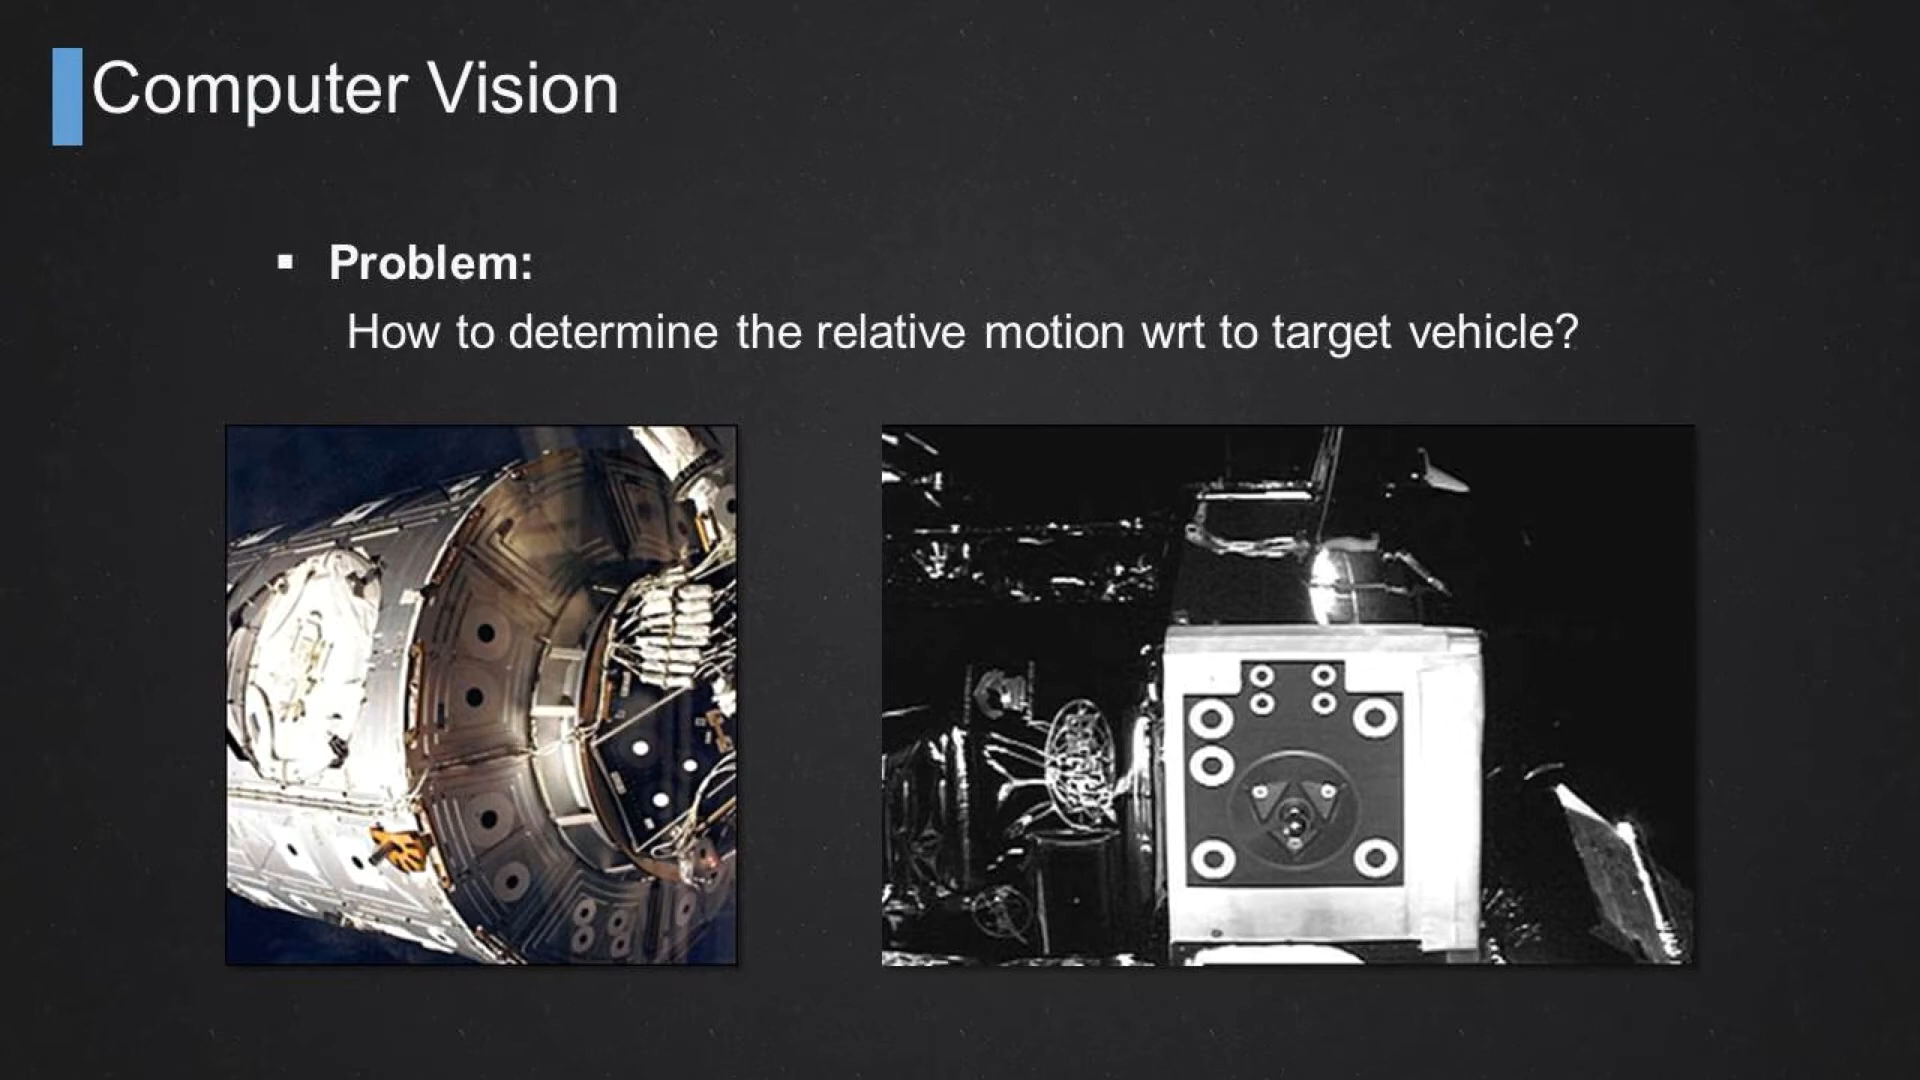 Computer Vision
Problem:
How to determine the relative motion wrt to target vehicle?